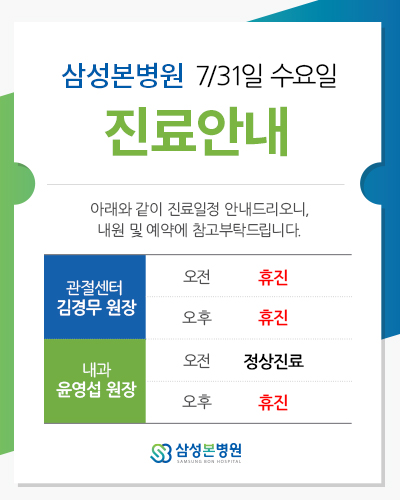 삼성본병원 7/31일 수요일
진료안내
아래와 같이 진료일정 안내드리오니,
내원 및 예약에 참고부탁드립니다.
관절센터
김경무 원장
오전 휴진
오후 휴진
내과
윤영섭 원장
오전 정상진료
오후 휴진
삼성본병원
SAMSUNG BON HOSPITAL